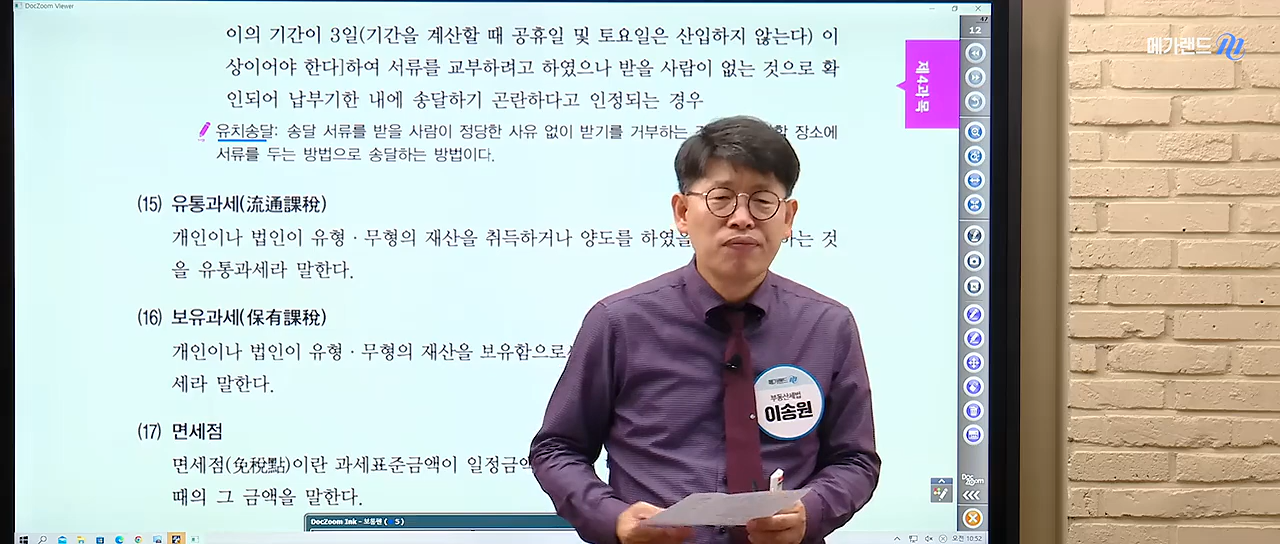 DocZoom Viewer
47
12
메가랜드
제4과목
이의 기간이 3일(기간을 계산할 때 공휴일 및 토요일은 산입하지 않는다) 이
상이어야 한다]하여 서류를 교부하려고 하였으나 받을 사람이 없는 것으로 확
인되어 납부기한 내에 송달하기 곤란하다고 인정되는 경우
유치송달: 송달 서류를 받을 사람이 정당한 사유 없이 받기를 거부하는 장소에
서류를 두는 방법으로 송달하는 방법이다.
(15) 유통과세(流通課稅)
개인이나 법인이 유형·무형의 재산을 취득하거나 양도를 하였을 는 것
을 유통과세라 말한다.
(16) 보유과세(保有課稅)
개인이나 법인이 유형·무형의 재산을 보유함으로
세라 말한다.
(17) 면세점
면세점(免稅點)이란 과세표준금액이 일정금액
때의 그 금액을 말한다.
메가랜드
부동산세법
이송원
DocZoom
DocZoom Ink - 보통펜 ( 5)
오전 10:52